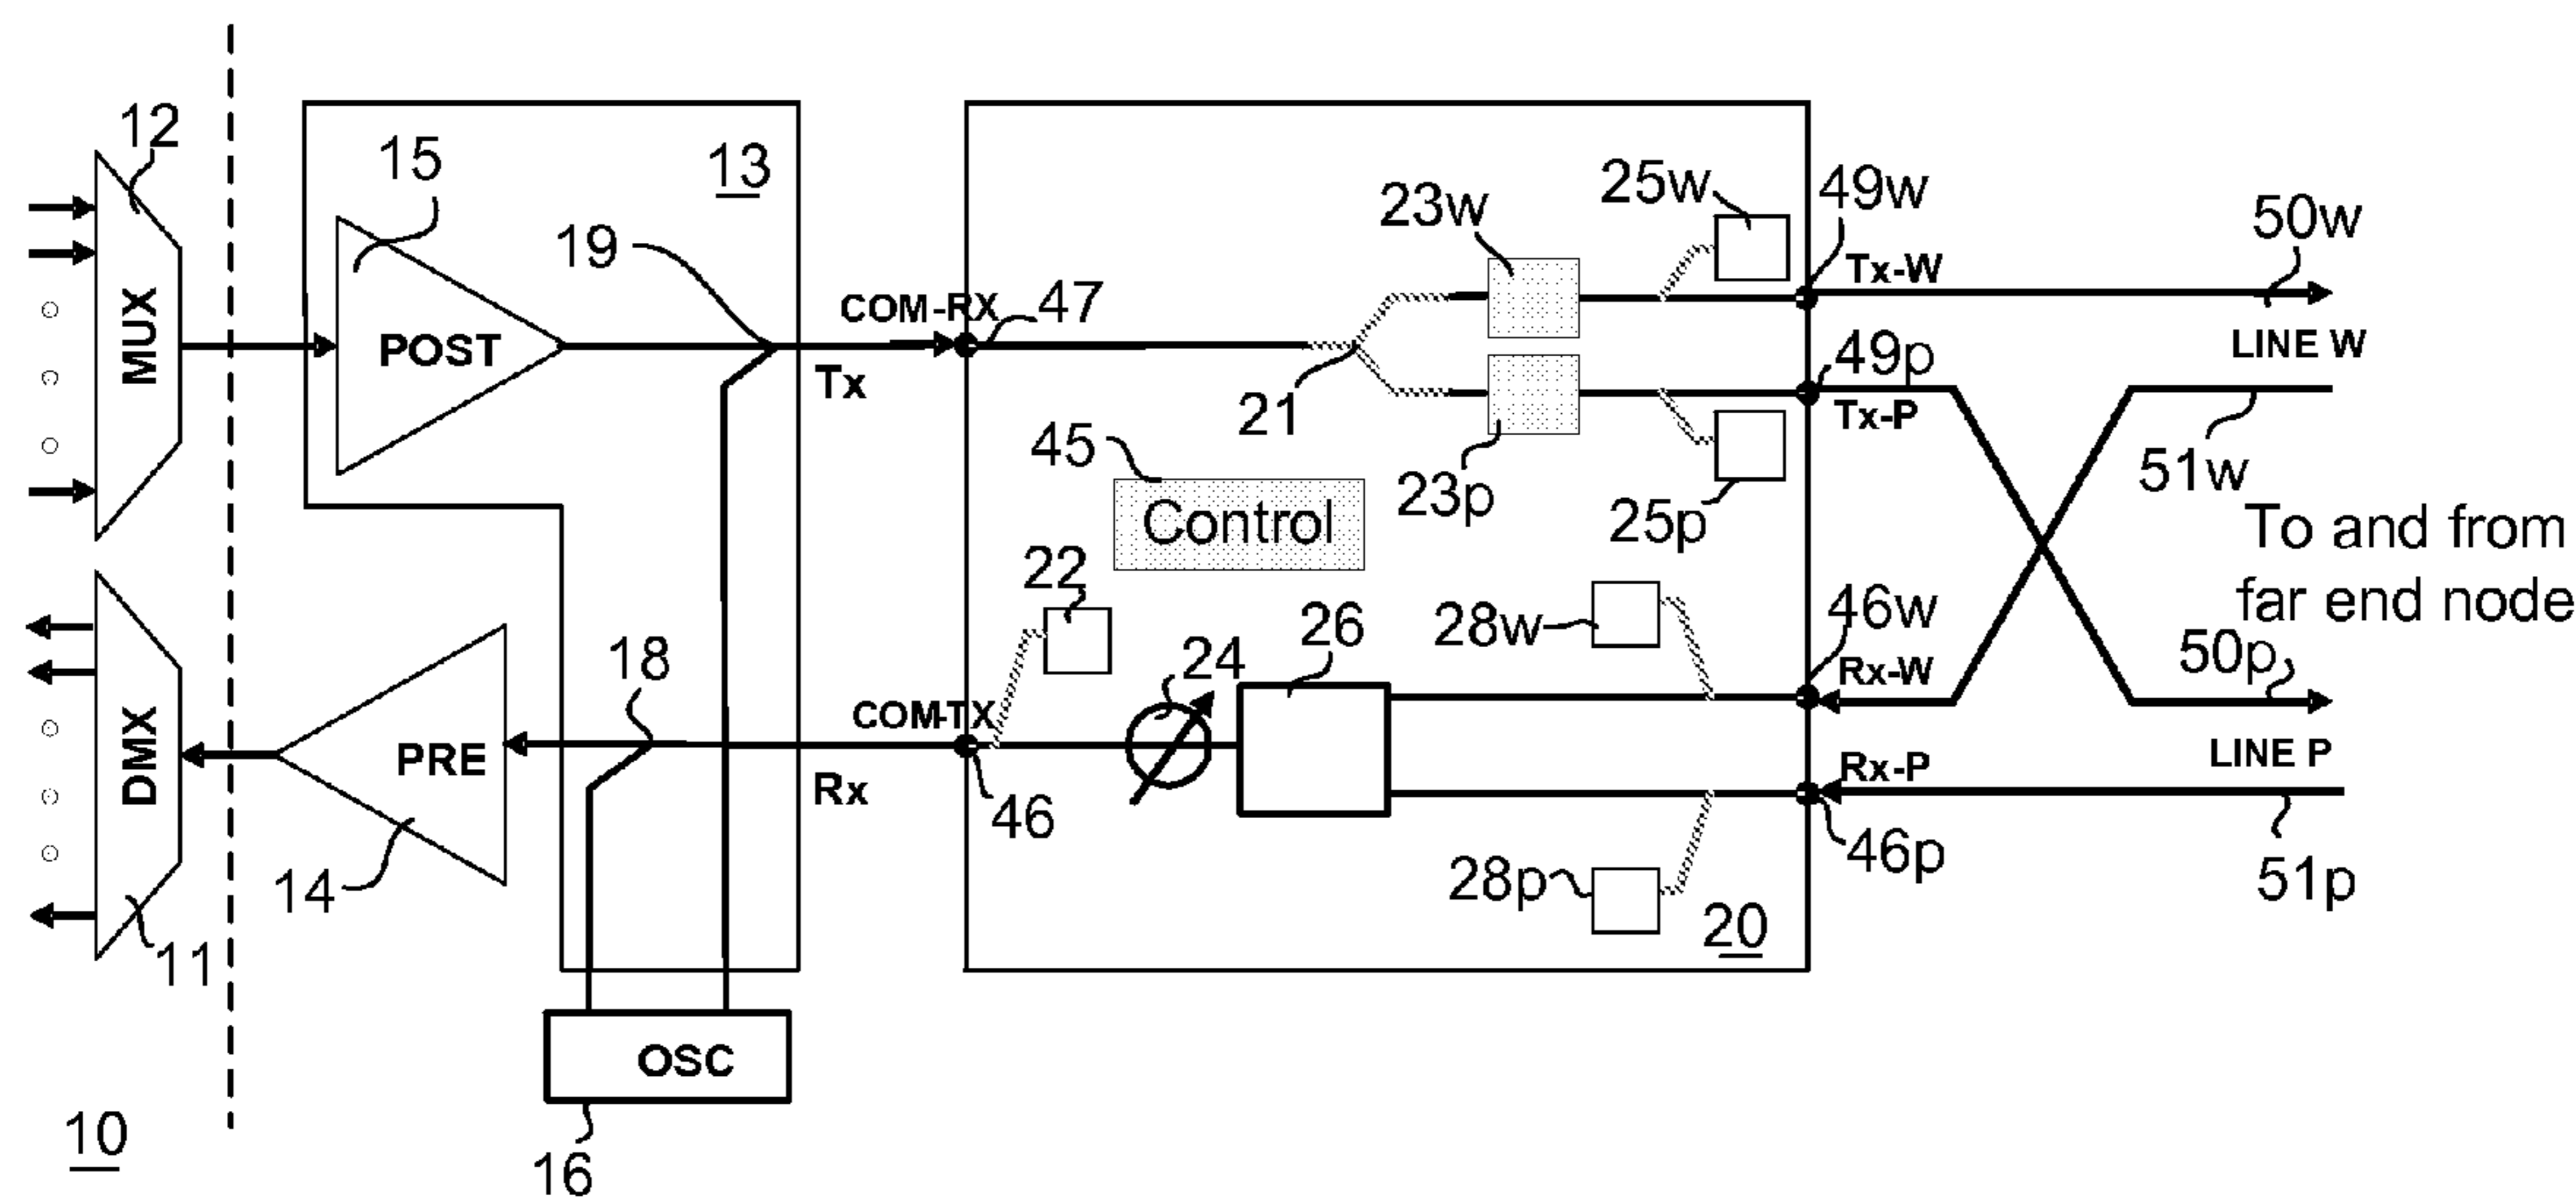 12
15
13
19
MUX
POST
COM-RX
47
Tx
21
23w
25w
49w
Tx-W
50w
LINE W
49p
Tx-P
51w
23p
25p
45
Control
To and from
far end node
22
18
24
26
28w
46w
Rx-W
50p
COM-TX
DMX
PRE
Rx
46
Rx-P
LINE P
14
28p
46p
51p
11
20
OSC
10
16